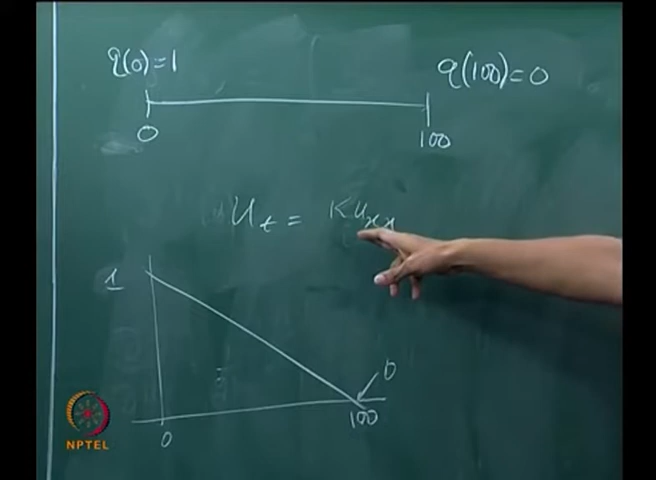 q(0)=1
q(100)=0
0
100
u_t = K u_xx
1
0
100
0
NPTEL